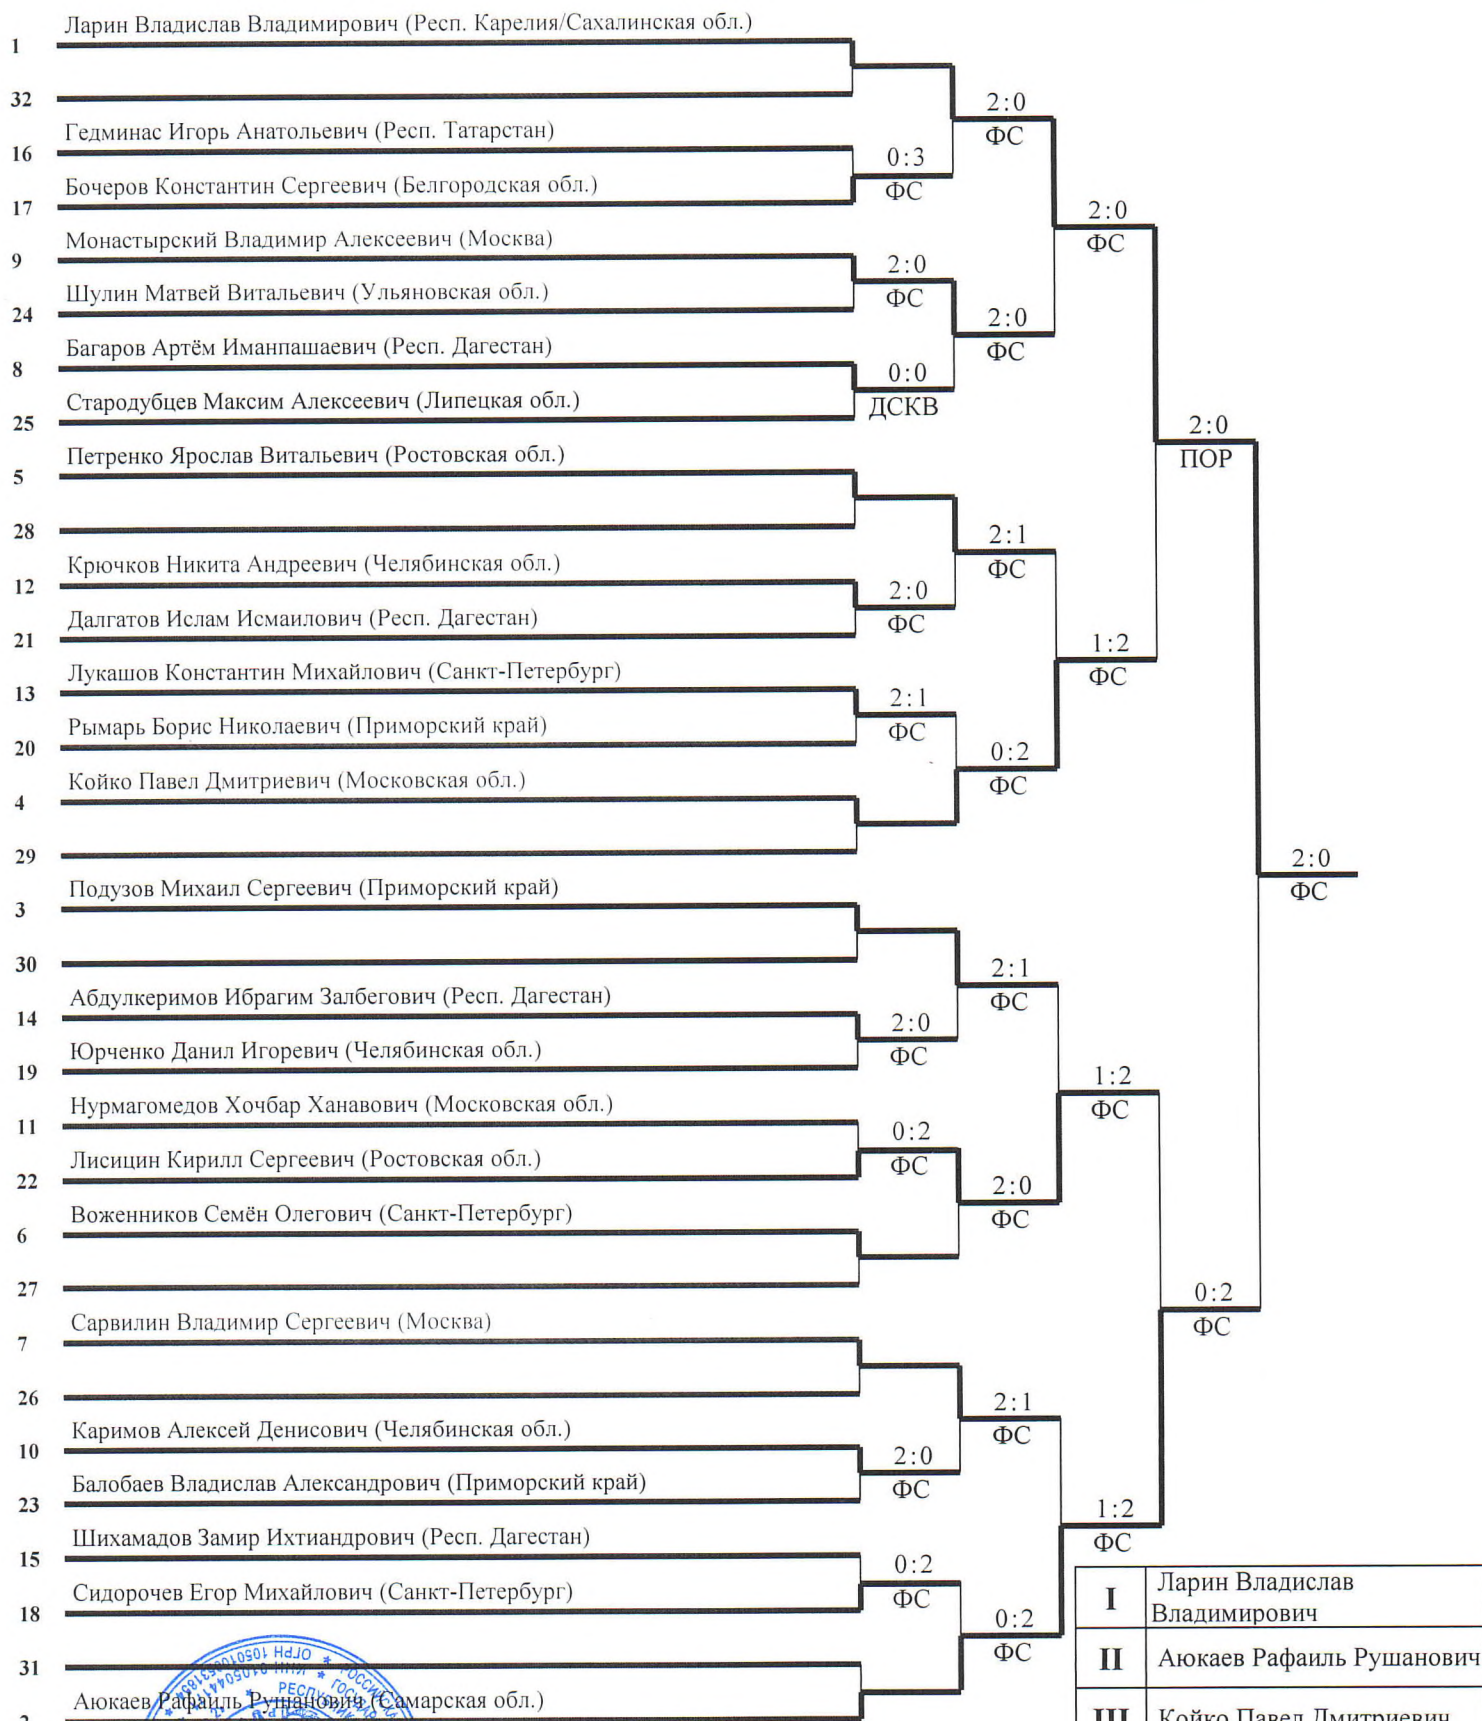 Ларин Владислав Владимирович (Респ. Карелия/Сахалинская обл.)
1
32
2:0
ФС
Гедминас Игорь Анатольевич (Респ. Татарстан)
16
0:3
ФС
Бочеров Константин Сергеевич (Белгородская обл.)
17
2:0
ФС
Монастырский Владимир Алексеевич (Москва)
9
2:0
ФС
Шулин Матвей Витальевич (Ульяновская обл.)
24
2:0
ФС
Багаров Артём Иманпашаевич (Респ. Дагестан)
8
0:0
ДСКВ
Стародубцев Максим Алексеевич (Липецкая обл.)
25
2:0
ПОР
Петренко Ярослав Витальевич (Ростовская обл.)
5
28
2:1
ФС
Крючков Никита Андреевич (Челябинская обл.)
12
2:0
ФС
Далгатов Ислам Исмаилович (Респ. Дагестан)
21
1:2
ФС
Лукашов Константин Михайлович (Санкт-Петербург)
13
2:1
ФС
Рымарь Борис Николаевич (Приморский край)
20
0:2
ФС
Койко Павел Дмитриевич (Московская обл.)
4
29
2:0
ФС
Подузов Михаил Сергеевич (Приморский край)
3
30
2:1
ФС
Абдулкеримов Ибрагим Залбегович (Респ. Дагестан)
14
2:0
ФС
Юрченко Данил Игоревич (Челябинская обл.)
19
1:2
ФС
Нурмагомедов Хочбар Ханавович (Московская обл.)
11
0:2
ФС
Лисицин Кирилл Сергеевич (Ростовская обл.)
22
2:0
ФС
Воженников Семён Олегович (Санкт-Петербург)
6
27
0:2
ФС
Сарвилин Владимир Сергеевич (Москва)
7
26
2:1
ФС
Каримов Алексей Денисович (Челябинская обл.)
10
2:0
ФС
Балобаев Владислав Александрович (Приморский край)
23
1:2
ФС
Шихамадов Замир Ихтиандрович (Респ. Дагестан)
15
0:2
ФС
Сидорочев Егор Михайлович (Санкт-Петербург)
18
0:2
ФС
31
Аюкаев Рафаиль Рушанович (Самарская обл.)
2
I Ларин Владислав
Владимирович
II Аюкаев Рафаиль Рушанович
III Койко Павел Дмитриевич